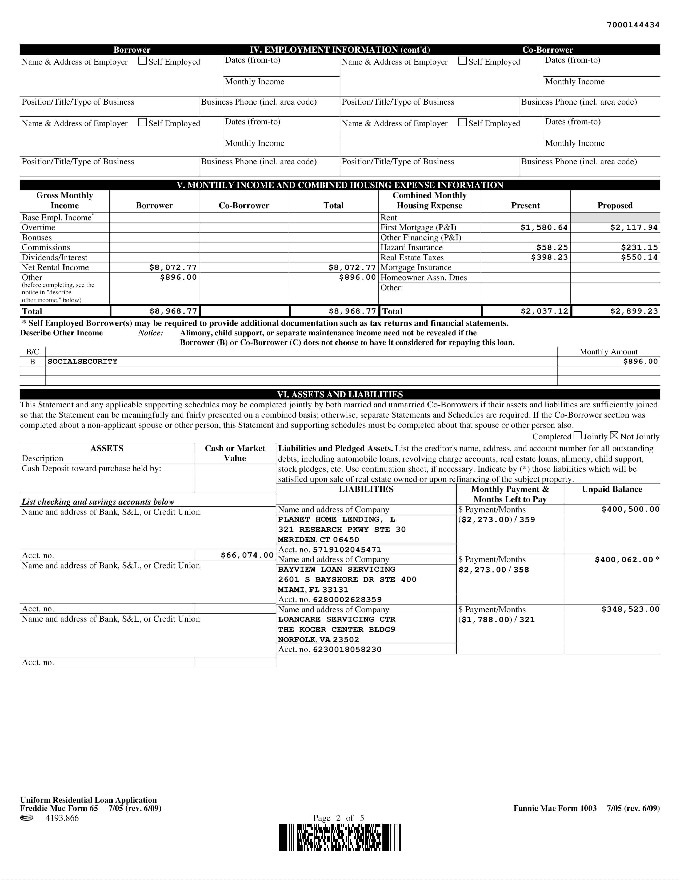 7000144434
Borrower IV. EMPLOYMENT INFORMATION (cont'd) Co-Borrower
Name & Address of Employer Self Employed Dates (from-to) Name & Address of Employer Self Employed Dates (from-to)
Monthly Income Monthly Income
Position/Title/Type of Business Business Phone (incl. area code) Position/Title/Type of Business Business Phone (incl. area code)
Name & Address of Employer Self Employed Dates (from-to) Name & Address of Employer Self Employed Dates (from-to)
Monthly Income Monthly Income
Position/Title/Type of Business Business Phone (incl. area code) Position/Title/Type of Business Business Phone (incl. area code)
V. MONTHLY INCOME AND COMBINED HOUSING EXPENSE INFORMATION
Gross Monthly Income Borrower Co-Borrower Total Combined Monthly Housing Expense Present Proposed
Base Empl. Income* Rent
Overtime First Mortgage (P&I) $1,580.64 $2,117.94
Bonuses Other Financing (P&I)
Commissions Hazard Insurance $58.25 $231.15
Dividends/Interest Real Estate Taxes $398.23 $550.14
Net Rental Income $8,072.77 $8,072.77 Mortgage Insurance
Other $896.00 $896.00 Homeowner Assn. Dues
(before completing, see the notice in "describe other income," below) Other
Total $8,968.77 $8,968.77 Total $2,037.12 $2,899.23
* Self Employed Borrower(s) may be required to provide additional documentation such as tax returns and financial statements.
Describe Other Income Notice: Alimony, child support, or separate maintenance income need not be revealed if the
Borrower (B) or Co-Borrower (C) does not choose to have it considered for repaying this loan.
B/C Monthly Amount
B SOCIALSECURITY $896.00
VI. ASSETS AND LIABILITIES
This Statement and any applicable supporting schedules may be completed jointly by both married and unmarried Co-Borrowers if their assets and liabilities are sufficiently joined
so that the Statement can be meaningfully and fairly presented on a combined basis; otherwise, separate Statements and Schedules are required. If the Co-Borrower section was
completed about a non-applicant spouse or other person, this Statement and supporting schedules must be completed about that spouse or other person also.
Completed Jointly Not Jointly
ASSETS Cash or Market Value
Description
Cash Deposit toward purchase held by:
Liabilities and Pledged Assets. List the creditor's name, address, and account number for all outstanding
debts, including automobile loans, revolving charge accounts, real estate loans, alimony, child support,
stock pledges, etc. Use continuation sheet, if necessary. Indicate by (*) those liabilities which will be
satisfied upon sale of real estate owned or upon refinancing of the subject property.
LIABILITIES Monthly Payment & Months Left to Pay Unpaid Balance
List checking and savings accounts below
Name and address of Bank, S&L, or Credit Union
Name and address of Company $ Payment/Months $400,500.00
PLANET HOME LENDING, L ($2,273.00)/359
321 RESEARCH PKWY STE 30
MERIDEN, CT 06450
Acct. no. 5719102045471
Acct. no. $66,074.00
Name and address of Bank, S&L, or Credit Union
Name and address of Company $ Payment/Months $400,062.00*
BAYVIEW LOAN SERVICING $2,273.00/358
2601 S BAYSHORE DR STE 400
MIAMI, FL 33131
Acct. no. 6280002628359
Acct. no.
Name and address of Bank, S&L, or Credit Union
Name and address of Company $ Payment/Months $348,523.00
LOANCARE SERVICING CTR ($1,788.00)/321
THE KOGER CENTER BLDG9
NORFOLK, VA 23502
Acct. no. 6230018058230
Acct. no.
Uniform Residential Loan Application
Freddie Mac Form 65 7/05 (rev. 6/09) Fannie Mae Form 1003 7/05 (rev. 6/09)
4193.866 Page 2 of 5